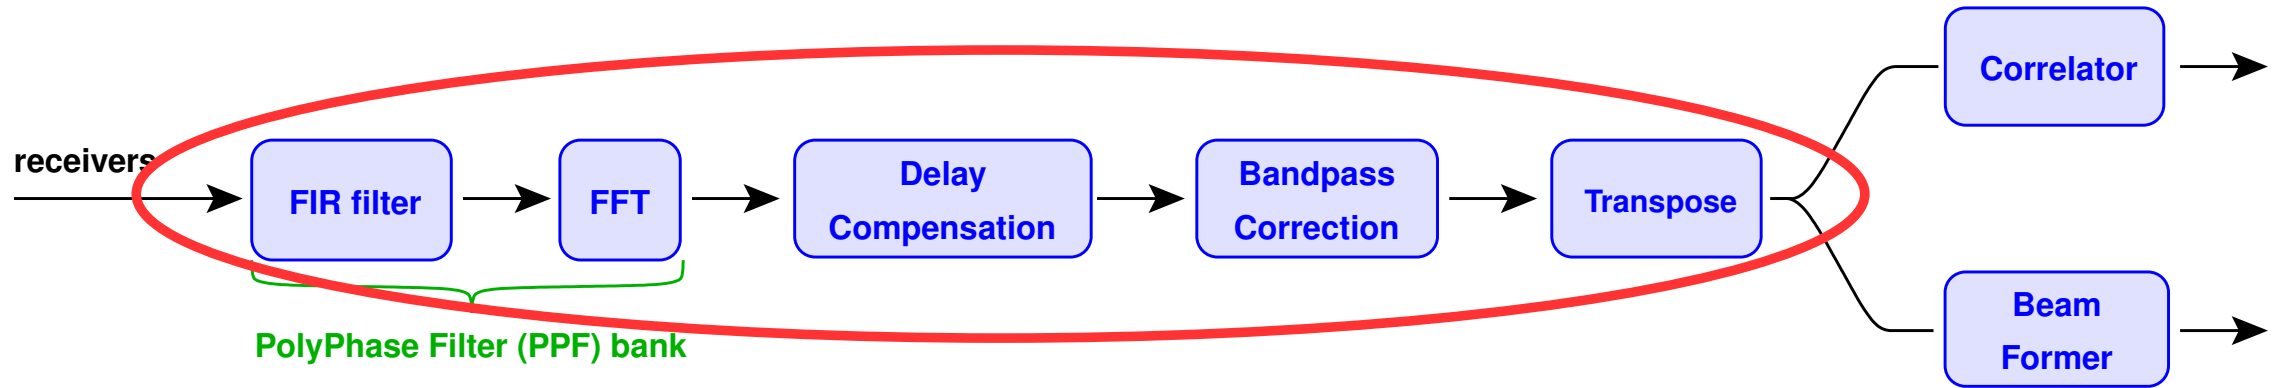 receivers
FIR filter
FFT
Delay
Compensation
Bandpass
Correction
Transpose
Correlator
Beam
Former
PolyPhase Filter (PPF) bank